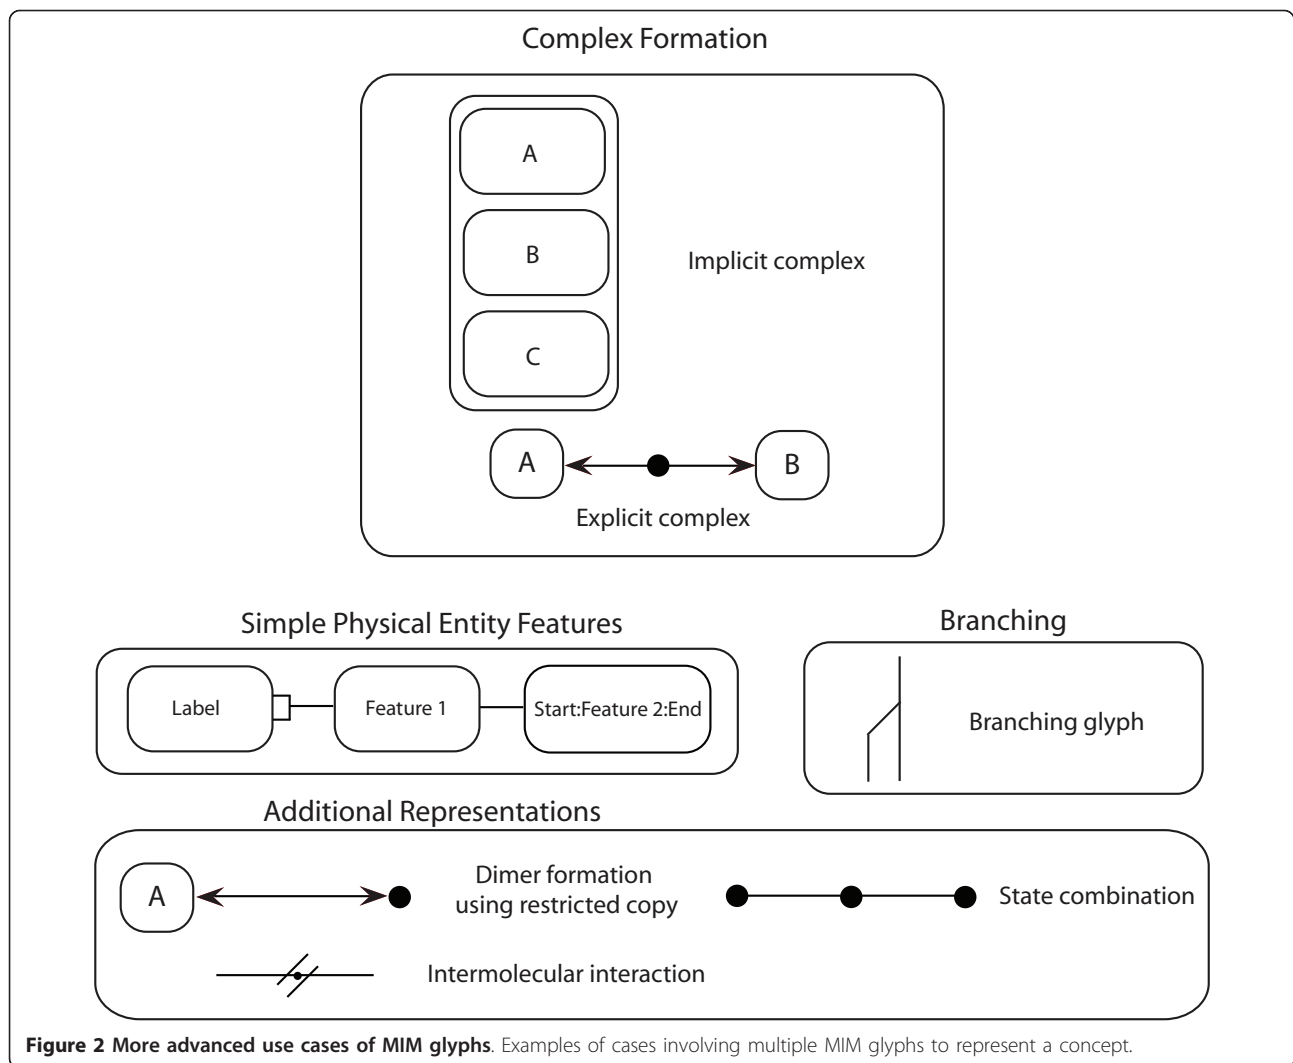 Complex Formation
A
B
Implicit complex
C
A
B
Explicit complex
Simple Physical Entity Features
Branching
Label
Feature 1
Start:Feature 2:End
Branching glyph
Additional Representations
A
Dimer formation
using restricted copy
State combination
Intermolecular interaction
Figure 2 More advanced use cases of MIM glyphs. Examples of cases involving multiple MIM glyphs to represent a concept.